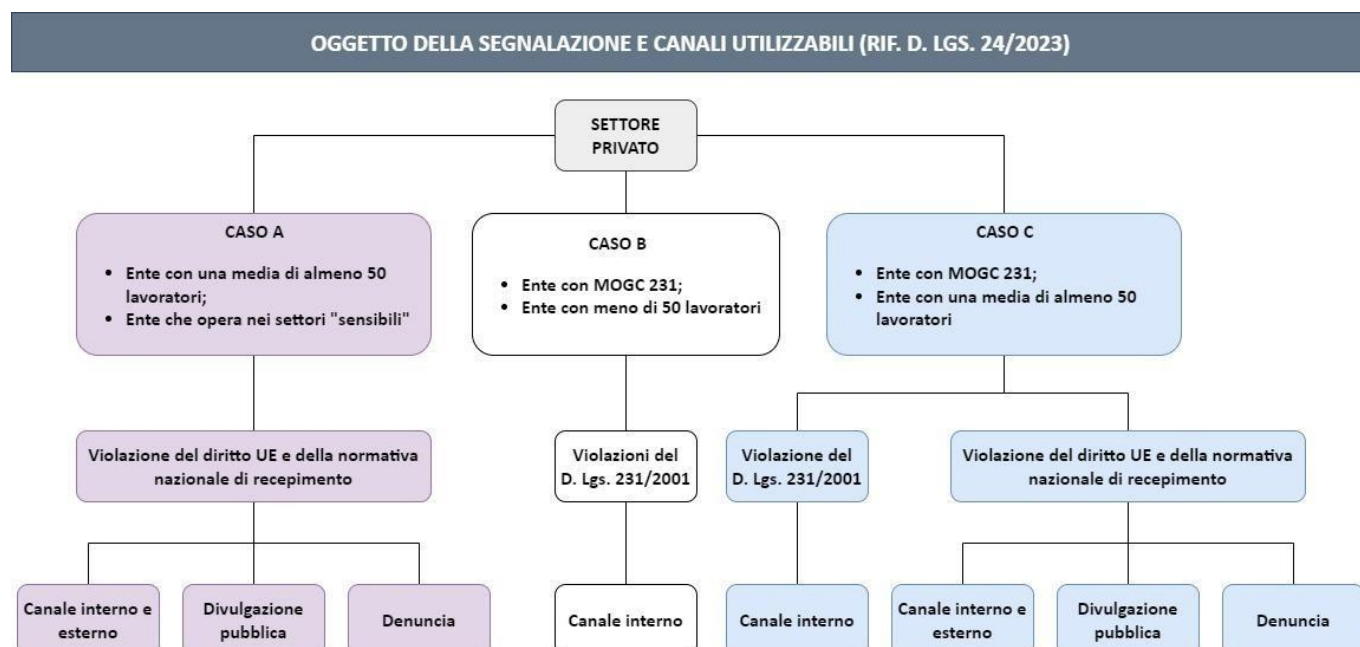 OGGETTO DELLA SEGNALAZIONE E CANALI UTILIZZABILI (RIF. D. LGS. 24/2023)
SETTORE
PRIVATO
CASO A
• Ente con una media di almeno 50
lavoratori;
• Ente che opera nei settori "sensibili"
CASO B
• Ente con MOGC 231;
• Ente con meno di 50 lavoratori
CASO C
• Ente con MOGC 231;
• Ente con una media di almeno 50
lavoratori
Violazione del diritto UE e della normativa
nazionale di recepimento
Violazioni del
D. Lgs. 231/2001
Violazione del
D. Lgs. 231/2001
Violazione del diritto UE e della normativa
nazionale di recepimento
Canale interno e
esterno
Divulgazione
pubblica
Denuncia
Canale interno
Canale interno
Canale interno e
esterno
Divulgazione
pubblica
Denuncia